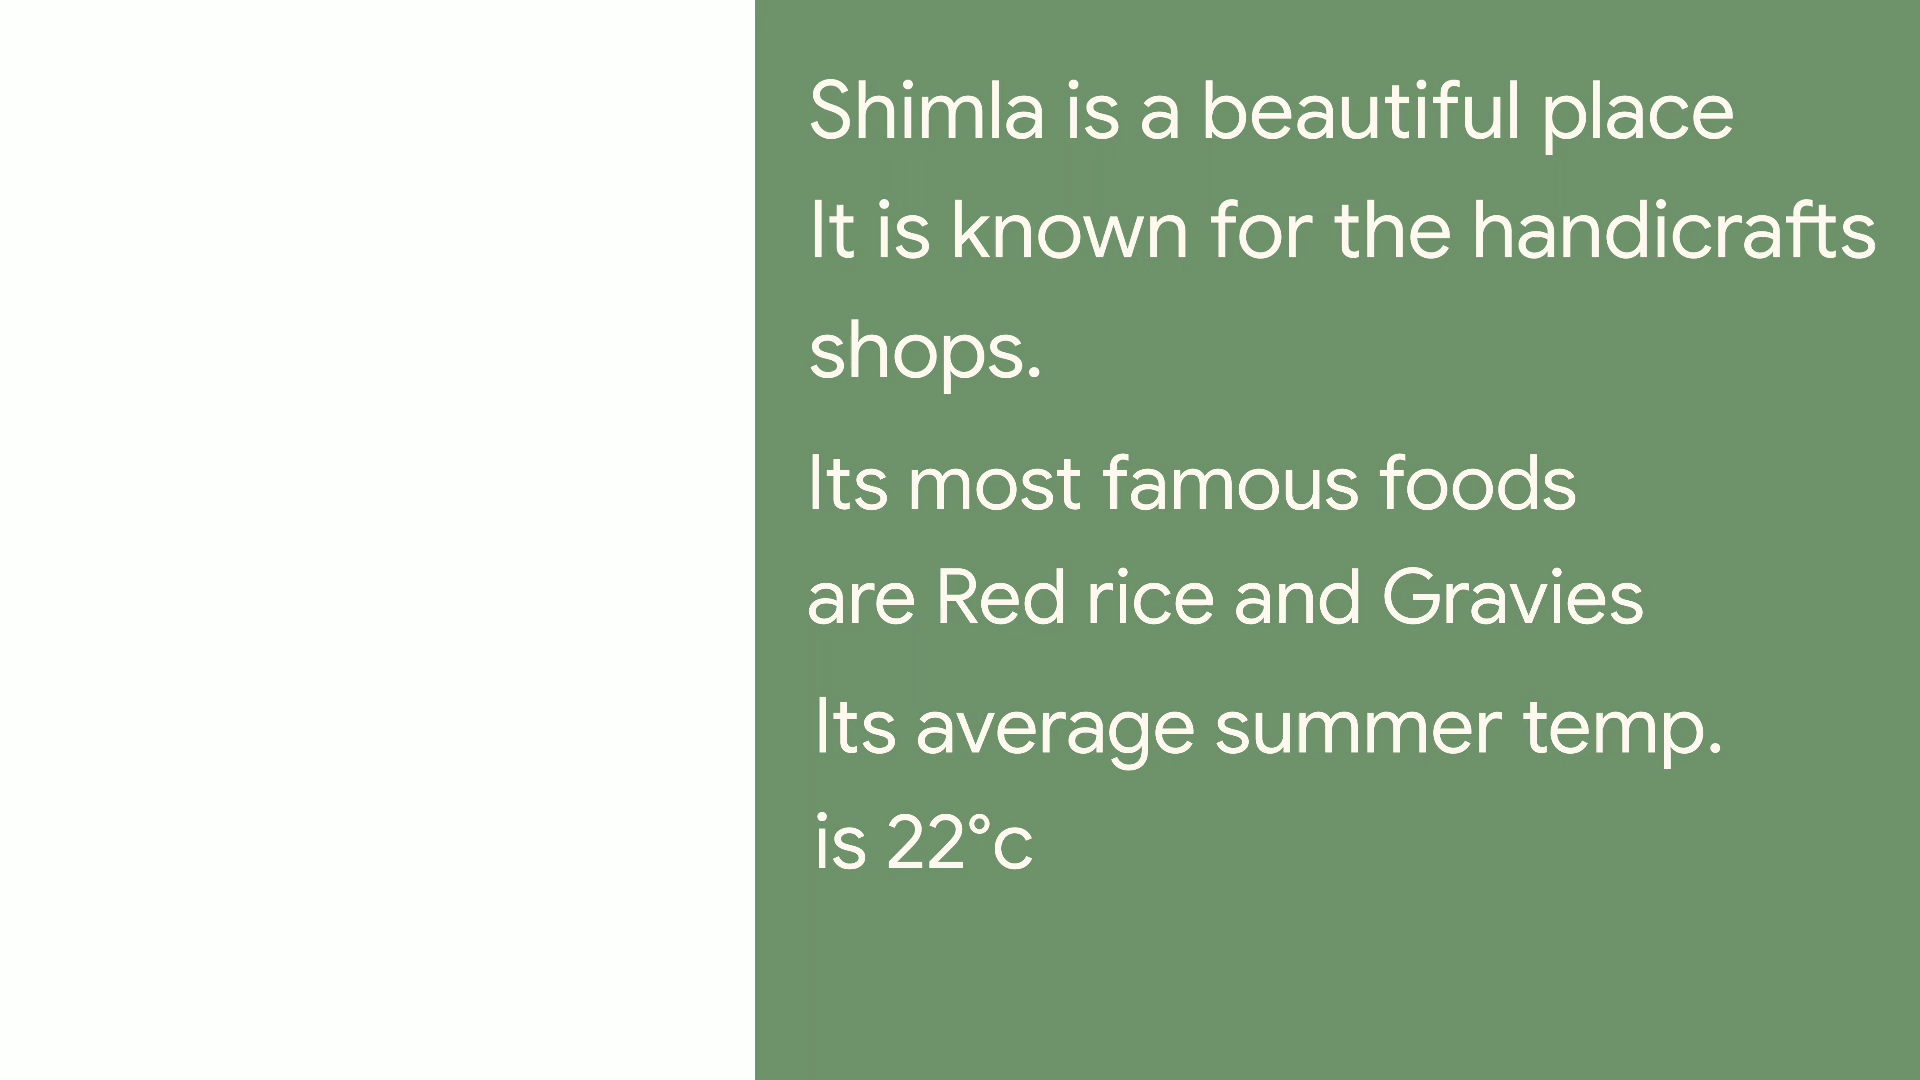 Shimla is a beautiful place
It is known for the handicrafts
shops.
Its most famous foods
are Red rice and Gravies
Its average summer temp.
is 22°c